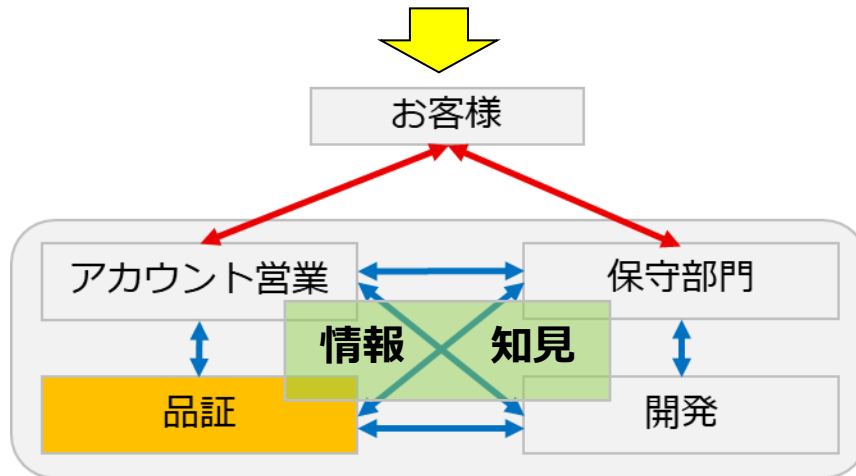 お客様
アカウント営業
保守部門
情報
知見
品証
開発